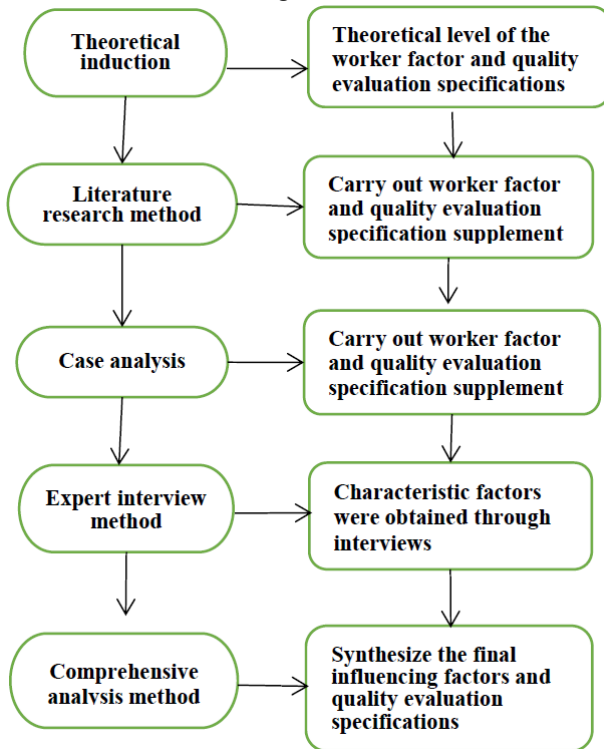 Theoretical
induction
Theoretical level of the
worker factor and quality
evaluation specifications
Literature
research method
Carry out worker factor
and quality evaluation
specification supplement
Case analysis
Carry out worker factor
and quality evaluation
specification supplement
Expert interview
method
Characteristic factors
were obtained through
interviews
Comprehensive
analysis method
Synthesize the final
influencing factors and
quality evaluation
specifications